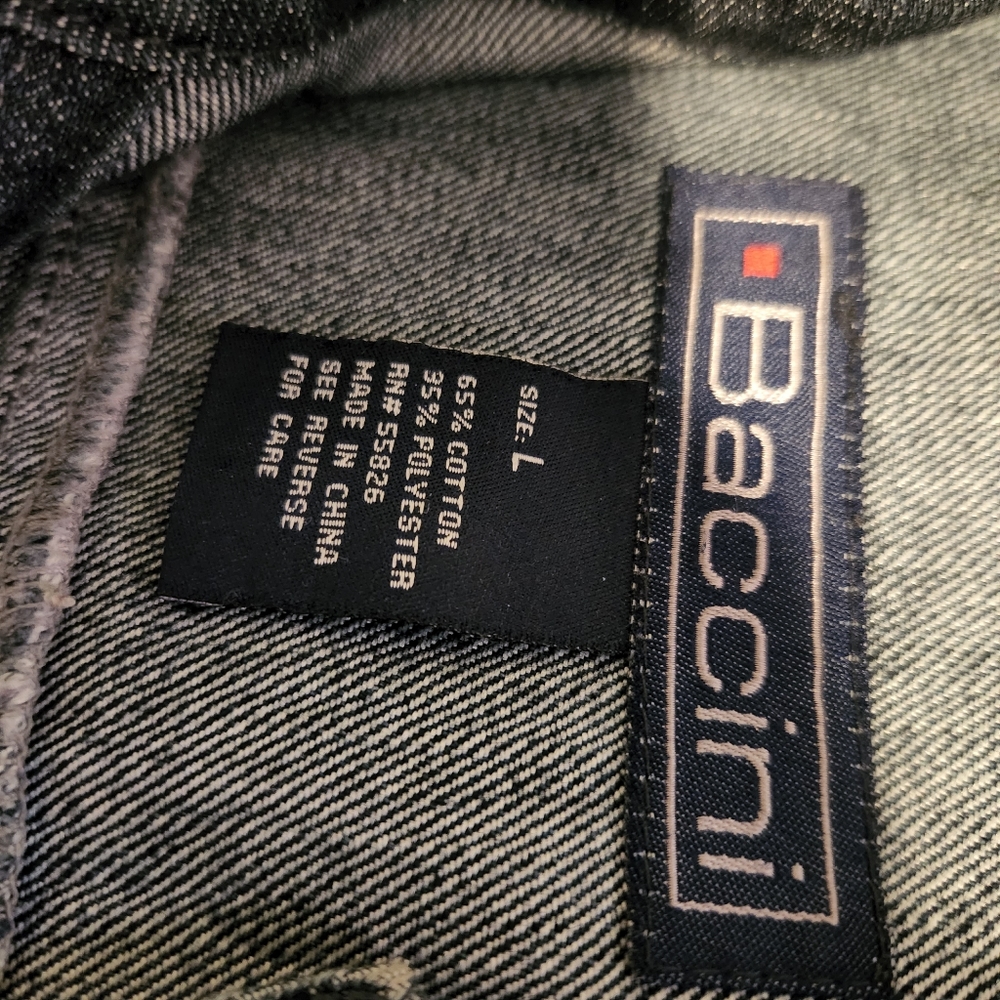 Baccini
SIZE: L
65% COTTON
35% POLYESTER
RN# 55826
MADE IN CHINA
SEE REVERSE
FOR CARE